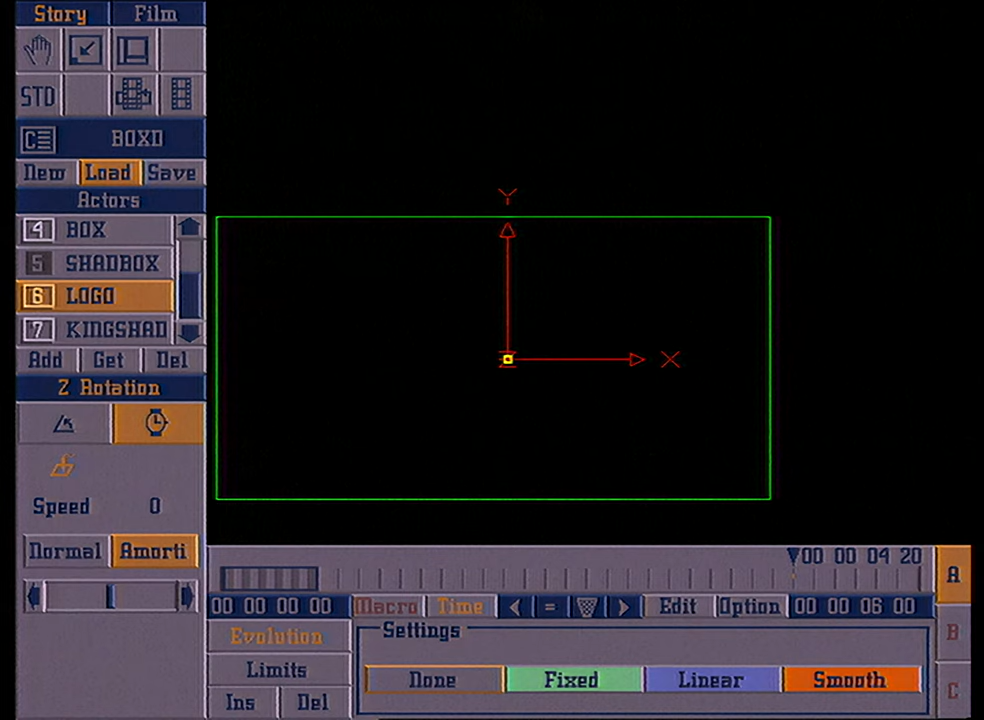 Story Film
STD
C BOXD
New Load Save
Actors
4 BOX
5 SHADBOX
6 LOGO
7 KINGSHAD
Add Get Del
Z Rotation
Speed 0
Normal Amorti
Y
X
Z
00 00 04 20
A
00 00 00 00 Macro Time = Edit Option 00 00 06 00
B
Evolution
Settings
Limits
None Fixed Linear Smooth
Ins Del
C